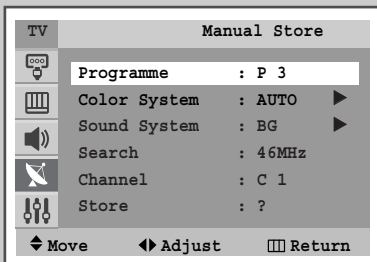 TV Manual Store
Programme : P 3
Color System : AUTO
Sound System : BG
Search : 46MHz
Channel : C 1
Store : ?
Move Adjust Return